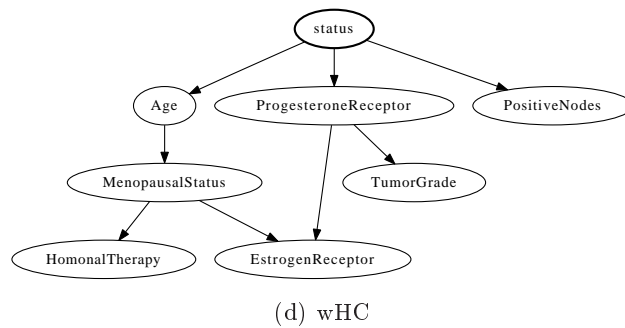 status
Age
ProgesteroneReceptor
PositiveNodes
MenopausalStatus
TumorGrade
HomonalTherapy
EstrogenReceptor
(d) wHC